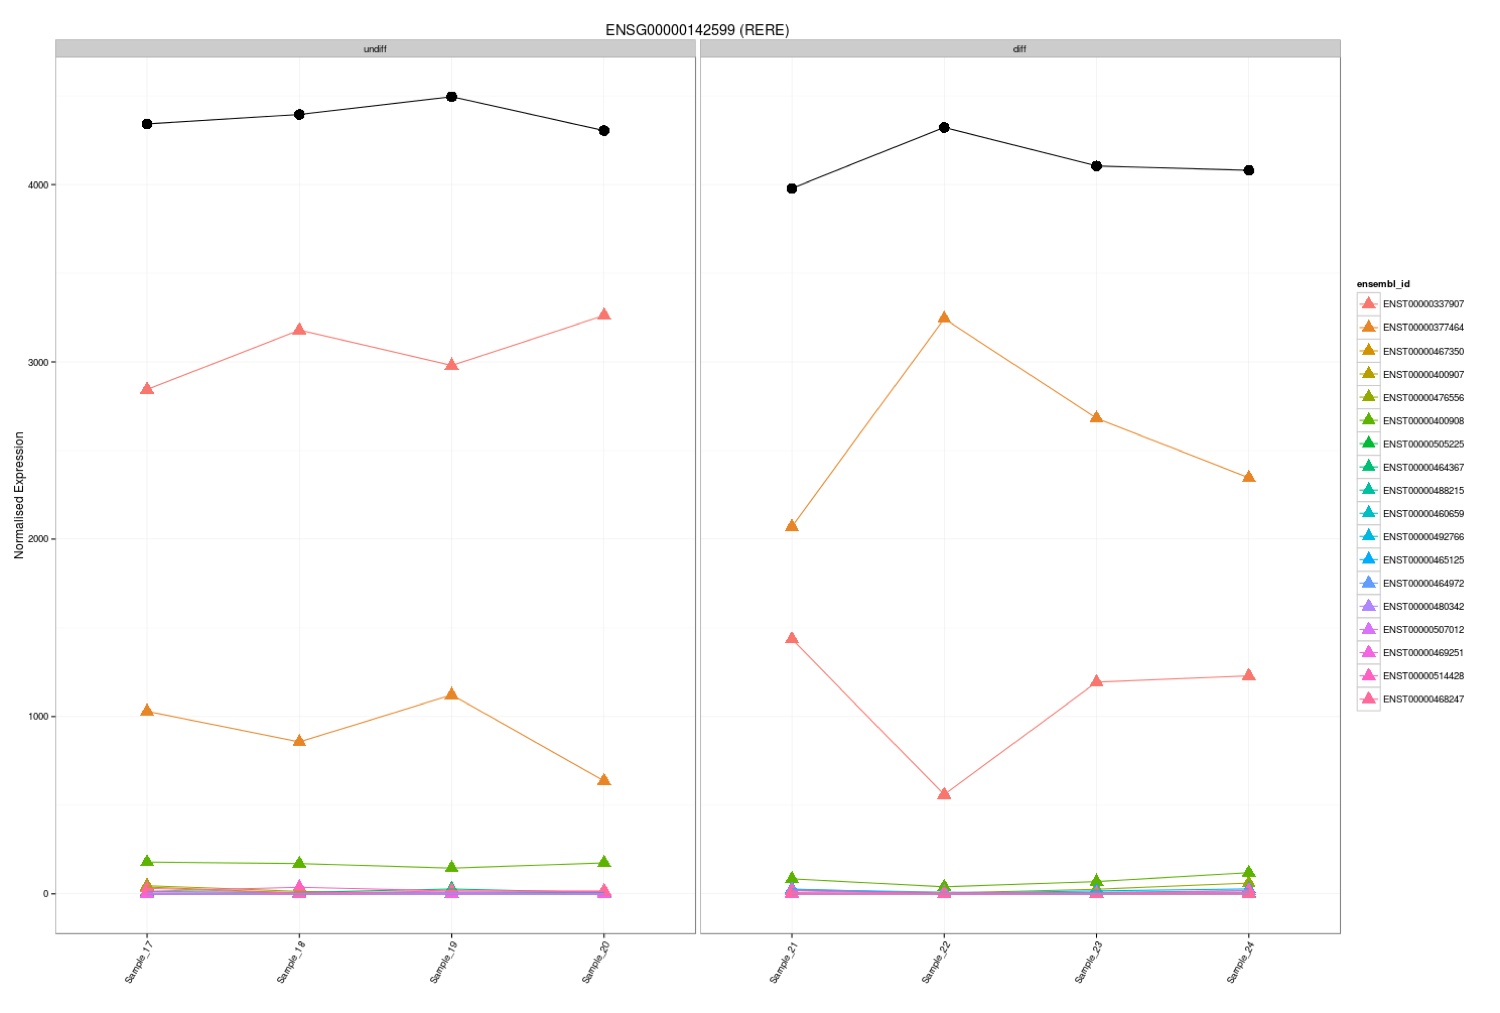 ENSG00000142599 (RERE)
undiff
diff
Normalised Expression
4000
3000
2000
1000
0
Sample_17
Sample_18
Sample_19
Sample_20
Sample_21
Sample_22
Sample_23
Sample_24
ensembl_id
ENST00000337907
ENST00000377464
ENST00000467350
ENST00000400907
ENST00000476556
ENST00000400908
ENST00000505225
ENST00000464367
ENST00000488215
ENST00000460659
ENST00000492766
ENST00000465125
ENST00000464972
ENST00000480342
ENST00000507012
ENST00000469251
ENST00000514428
ENST00000468247